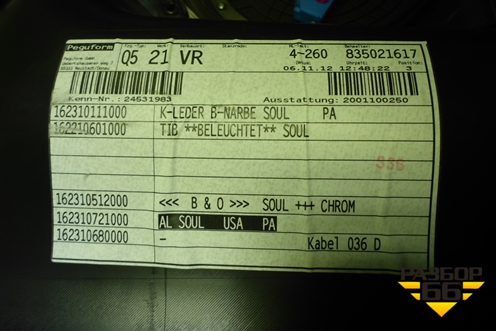 Peguform
Q5 21 VR
4-260
835021617
06.11.12 12:48:22 3
Kenn-Nr.: 24531983
Ausstattung: 2001100250
162310111000 K-LEDER B-NARBE SOUL PA
162210601000 TIB **BELEUCHTET** SOUL
336
162310512000 <<< B & O >>> SOUL +++ CHROM
162310721000 AL SOUL USA PA
162310680000 – Kabel 036 D
РАЗБОР
66